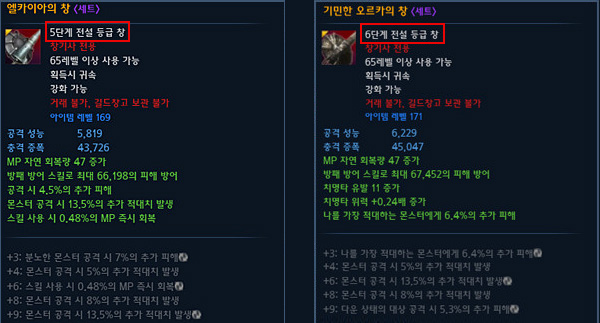 엘카이아의 창 <세트>
5단계 전설 등급 창
창기사 전용
65레벨 이상 사용 가능
획득시 귀속
강화 가능
거래 불가, 길드창고 보관 불가
아이템 레벨 169
공격 성능 5,819
충격 증폭 43,726
MP 자연 회복량 47 증가
방패 방어 스킬로 최대 66,198의 피해 방어
공격 시 4.5%의 추가 피해
몬스터 공격 시 13.5%의 추가 적대치 발생
스킬 사용 시 0.48%의 MP 즉시 회복
+3: 분노한 몬스터 공격 시 7%의 추가 피해
+4: 몬스터 공격 시 5%의 추가 적대치 발생
+6: 스킬 사용 시 0.48%의 MP 즉시 회복
+8: 몬스터 공격 시 8%의 추가 적대치 발생
+9: 몬스터 공격 시 13.5%의 추가 적대치 발생
기민한 오르카의 창 <세트>
6단계 전설 등급 창
창기사 전용
65레벨 이상 사용 가능
획득시 귀속
강화 가능
거래 불가, 길드창고 보관 불가
아이템 레벨 171
공격 성능 6,229
충격 증폭 45,047
MP 자연 회복량 47 증가
방패 방어 스킬로 최대 67,452의 피해 방어
치명타 유발 11 증가
치명타 위력 +0.24배 증가
나를 가장 적대하는 몬스터에게 6.4%의 추가 피해
+3: 나를 가장 적대하는 몬스터에게 6.4%의 추가 피해
+4: 몬스터 공격 시 5%의 추가 적대치 발생
+6: 몬스터 공격 시 13.5%의 추가 적대치 발생
+8: 몬스터 공격 시 8%의 추가 적대치 발생
+9: 다운 상태의 대상 공격 시 5.3%의 추가 피해